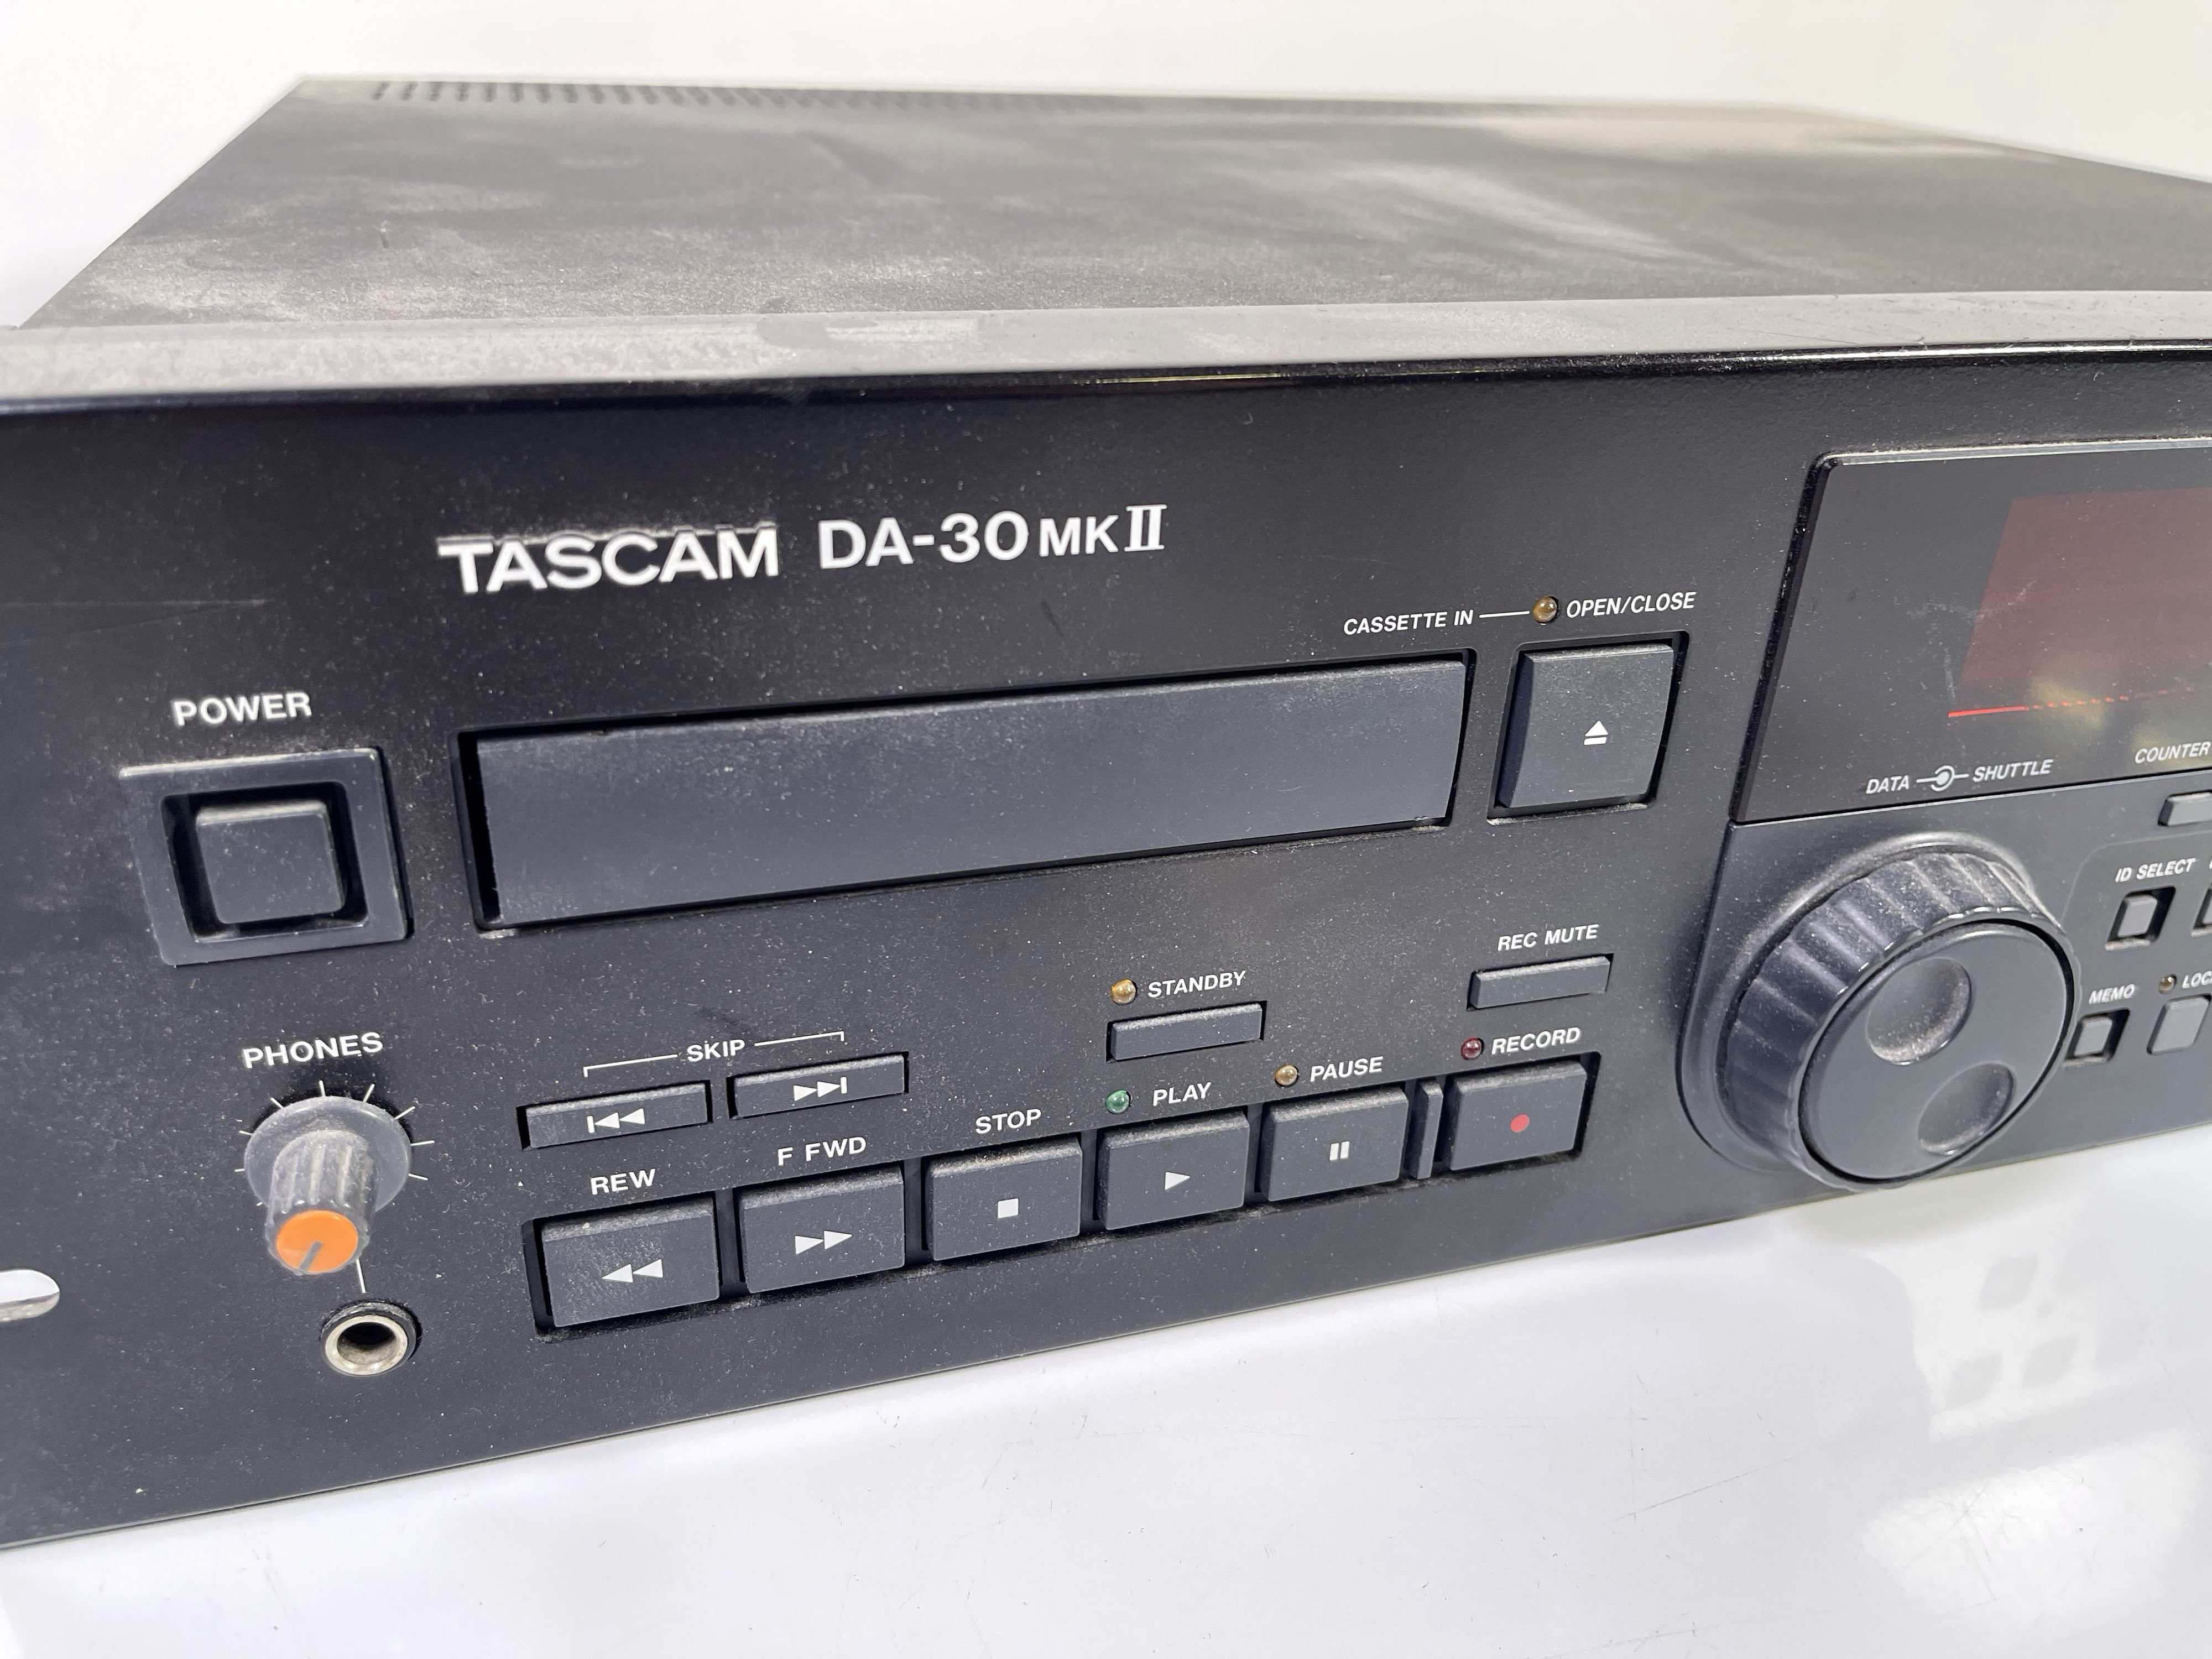 TASCAM DA-30 MKII
CASSETTE IN
OPEN/CLOSE
POWER
DATA
SHUTTLE
COUNTER
ID SELECT
REC MUTE
STANDBY
MEMO
PHONES
SKIP
RECORD
PAUSE
PLAY
STOP
F FWD
REW